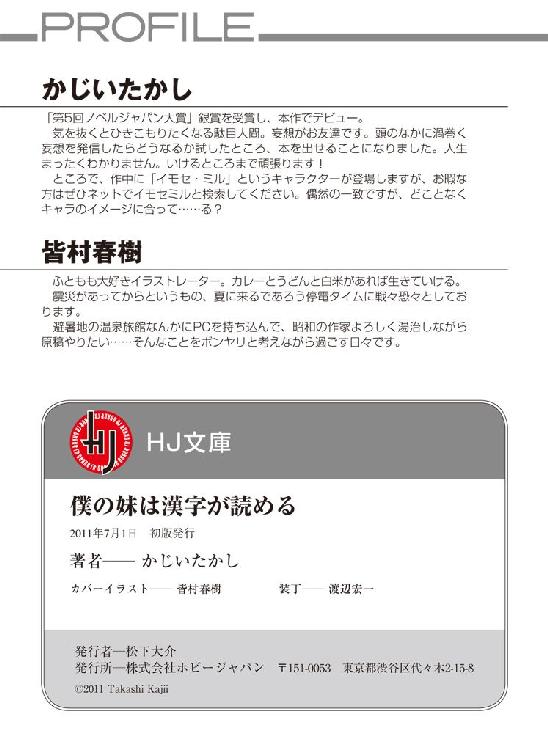 PROFILE
かじいたかし
「第5回ノベルジャパン大賞」銀賞を受賞し、本作でデビュー。
気を抜くとひきこもりたくなる駄目人間。妄想がお友達です。頭のなかに渦巻く
妄想を発信したらどうなるか試したところ、本を出せることになりました。人生
まったくわかりません。いけるところまで頑張ります！
ところで、作中に「イモセ・ミル」というキャラクターが登場しますが、お暇な
方はぜひネットでイモセミルと検索してください。偶然の一致ですが、どことなく
キャラのイメージに合って……る？
皆村春樹
ふともも大好きイラストレーター。カレーとうどんと白米があれば生きていける。
震災があってからというもの、夏に来るであろう停電タイムに戦々恐々としてお
ります。
避暑地の温泉旅館なんかにPCを持ち込んで、昭和の作家よろしく湯治しながら
原稿やりたい……そんなことをボンヤリと考えながら過ごす日々です。
HJ HJ文庫
僕の妹は漢字が読める
2011年7月1日　初版発行
著者―― かじいたかし
カバーイラスト―― 皆村春樹　装丁―― 渡辺宏一
発行者―松下大介
発行所―株式会社ホビージャパン　〒151-0053　東京都渋谷区代々木2-15-8
©2011 Takashi Kajii